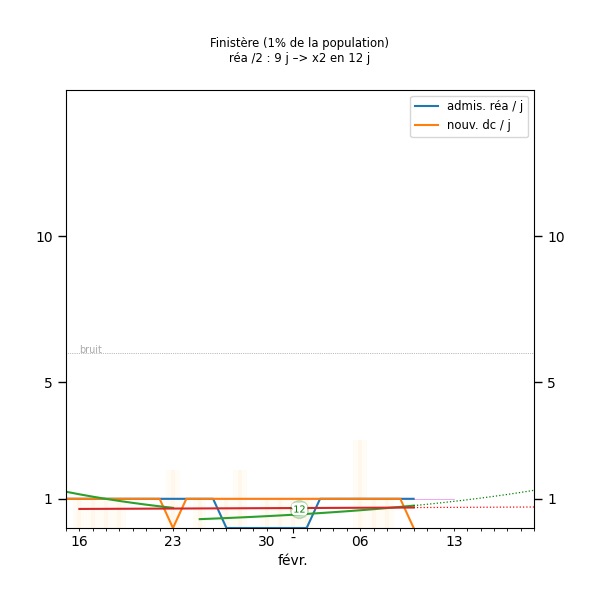 Finistère (1% de la population)
réa /2 : 9 j –> x2 en 12 j
admis. réa / j
nouv. dc / j
10
10
bruit
5
5
12
1
1
16
23
30
-
06
13
févr.